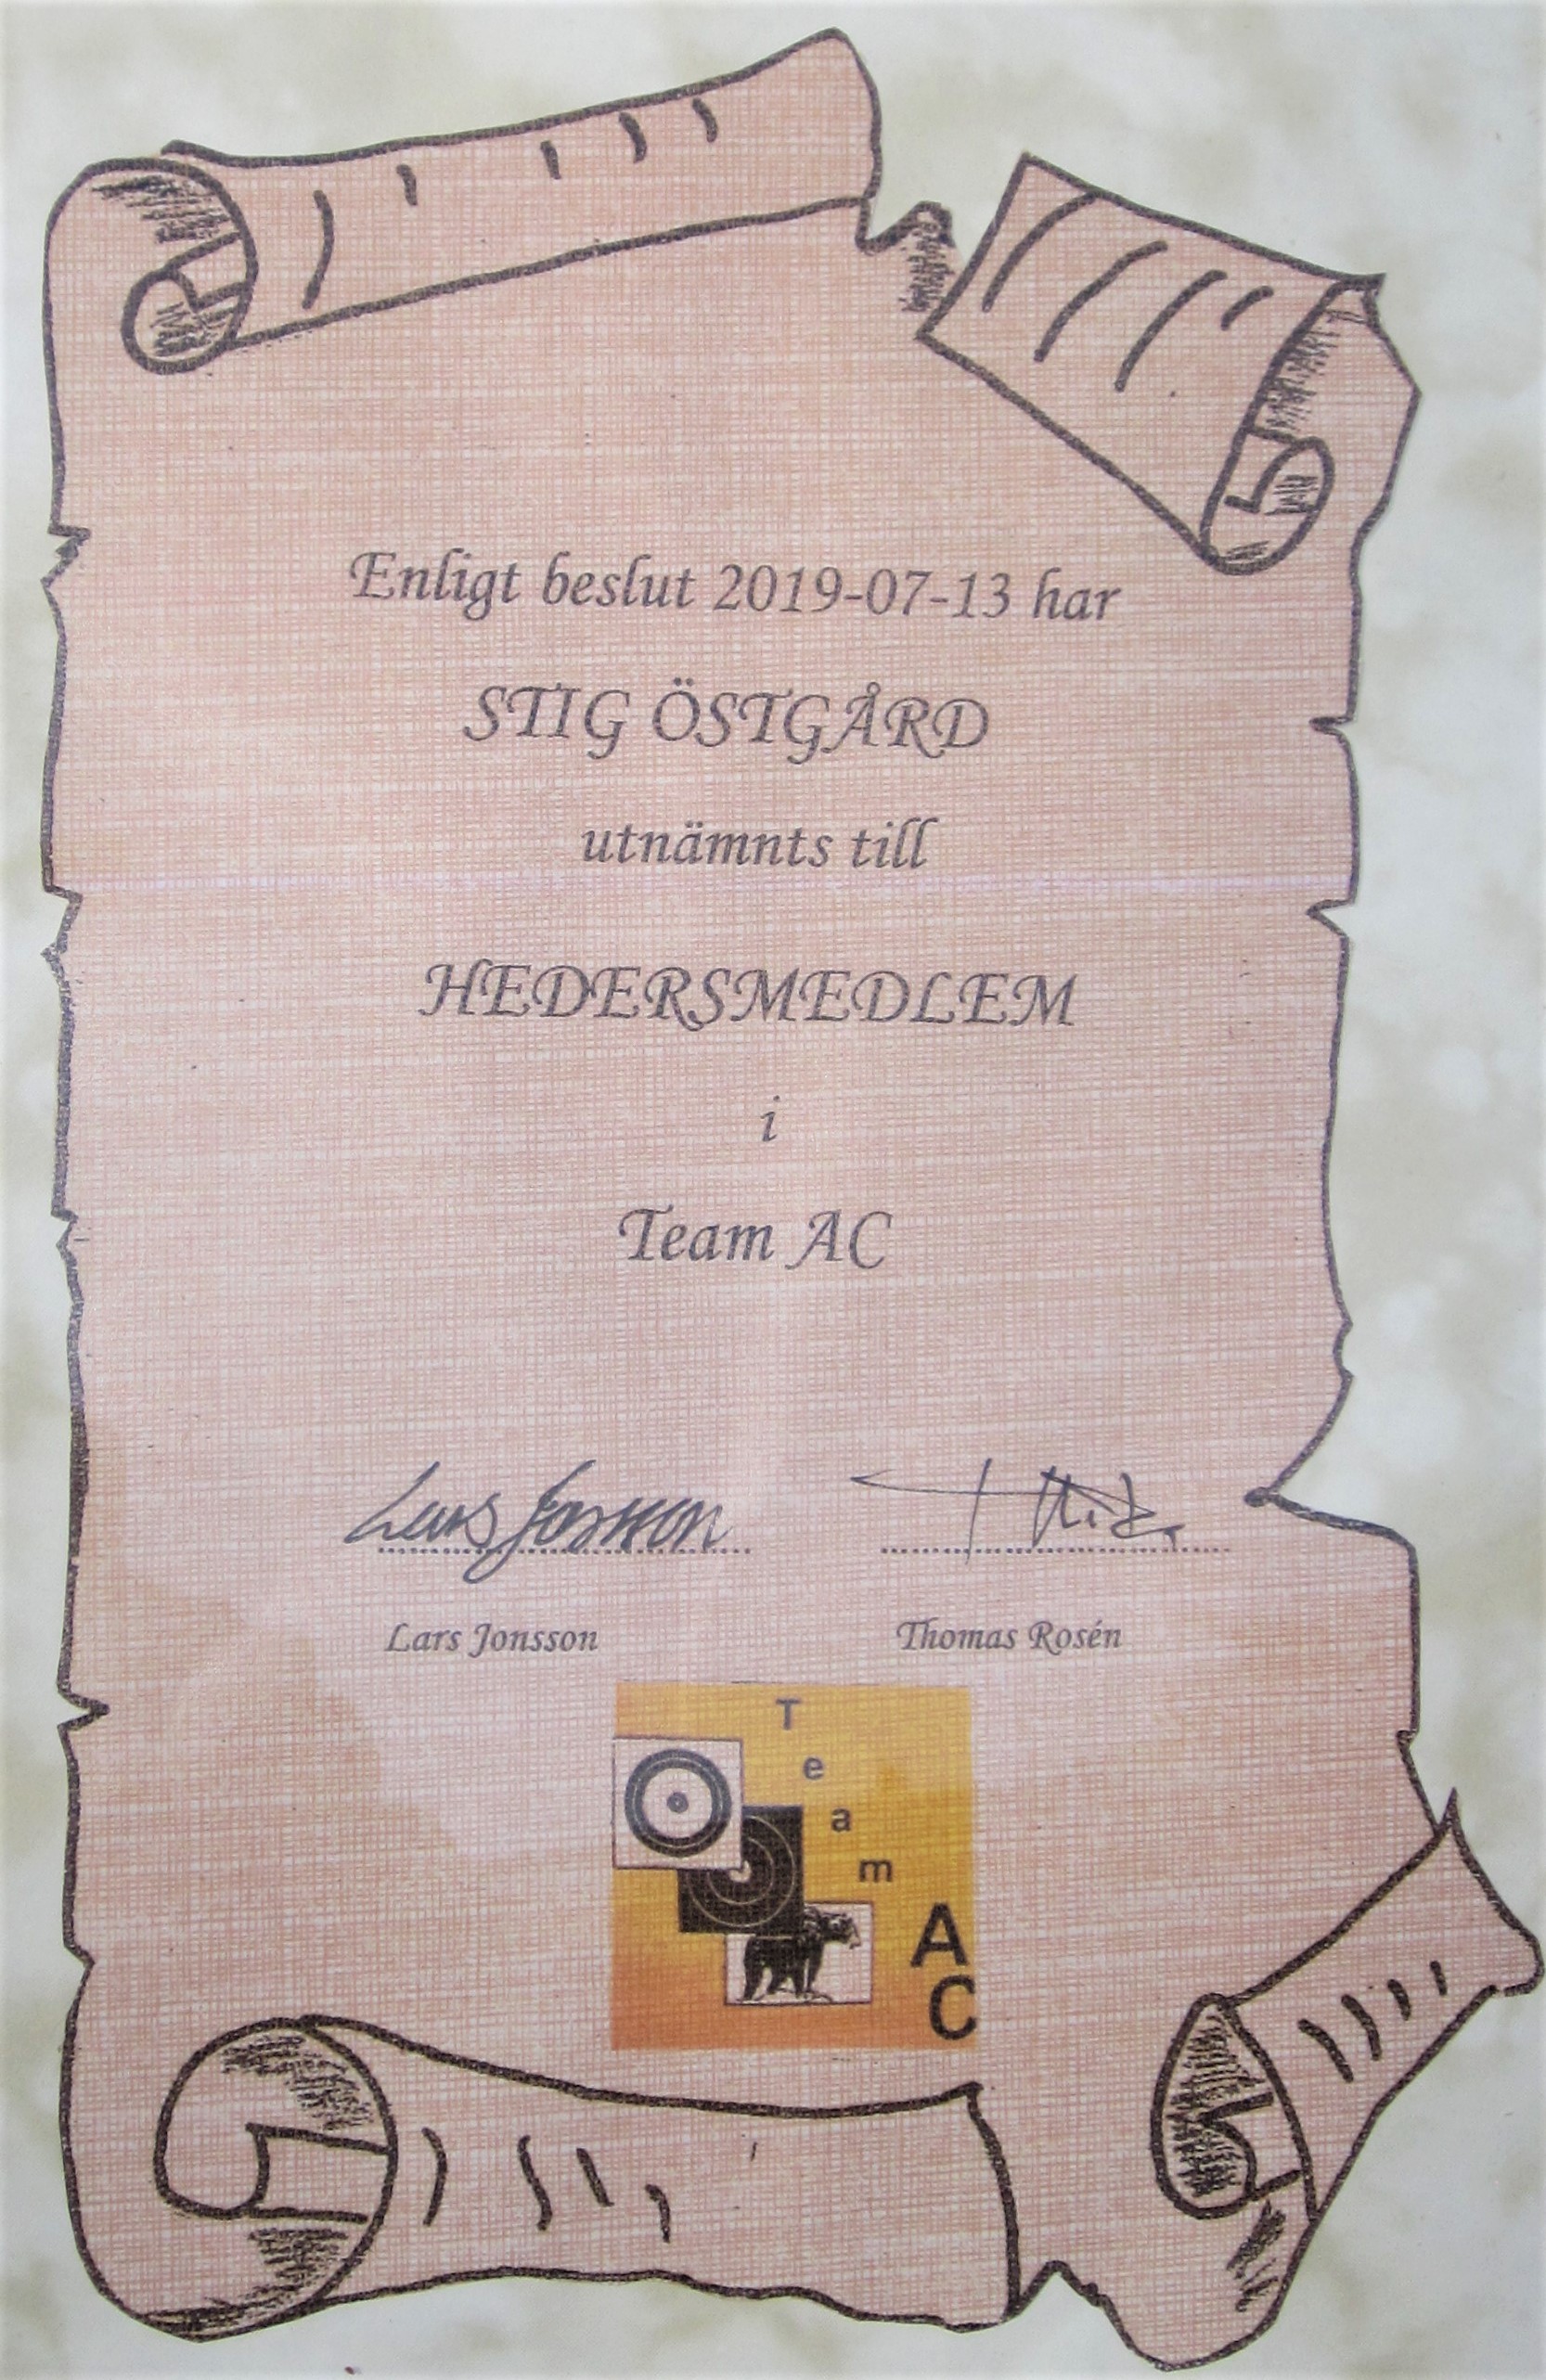 Enligt beslut 2019-07-13 har
STIG ÖSTGÅRD
utnämnts till
HEDERSMEDLEM
i
Team AC
Lars Jonsson
Lars Jonsson
Thomas Rosén
Team
AC